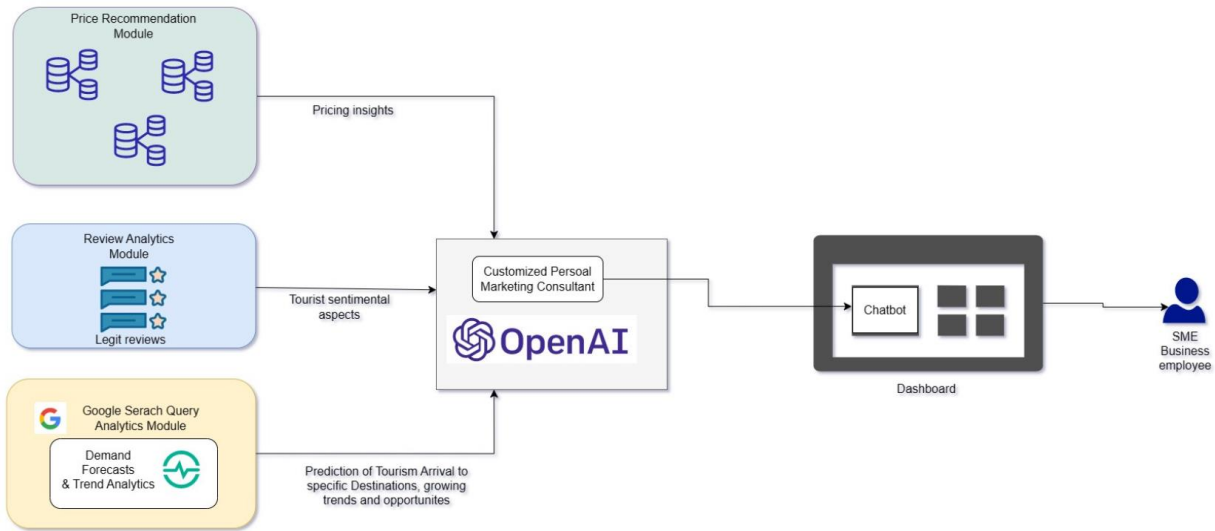 Price Recommendation
Module
Pricing insights
Review Analytics
Module
Legit reviews
Tourist sentimental
aspects
Google Serach Query
Analytics Module
Demand
Forecasts
& Trend Analytics
Prediction of Tourism Arrival to
specific Destinations, growing
trends and opportunites
Customized Persoal
Marketing Consultant
OpenAI
Chatbot
Dashboard
SME
Business
employee